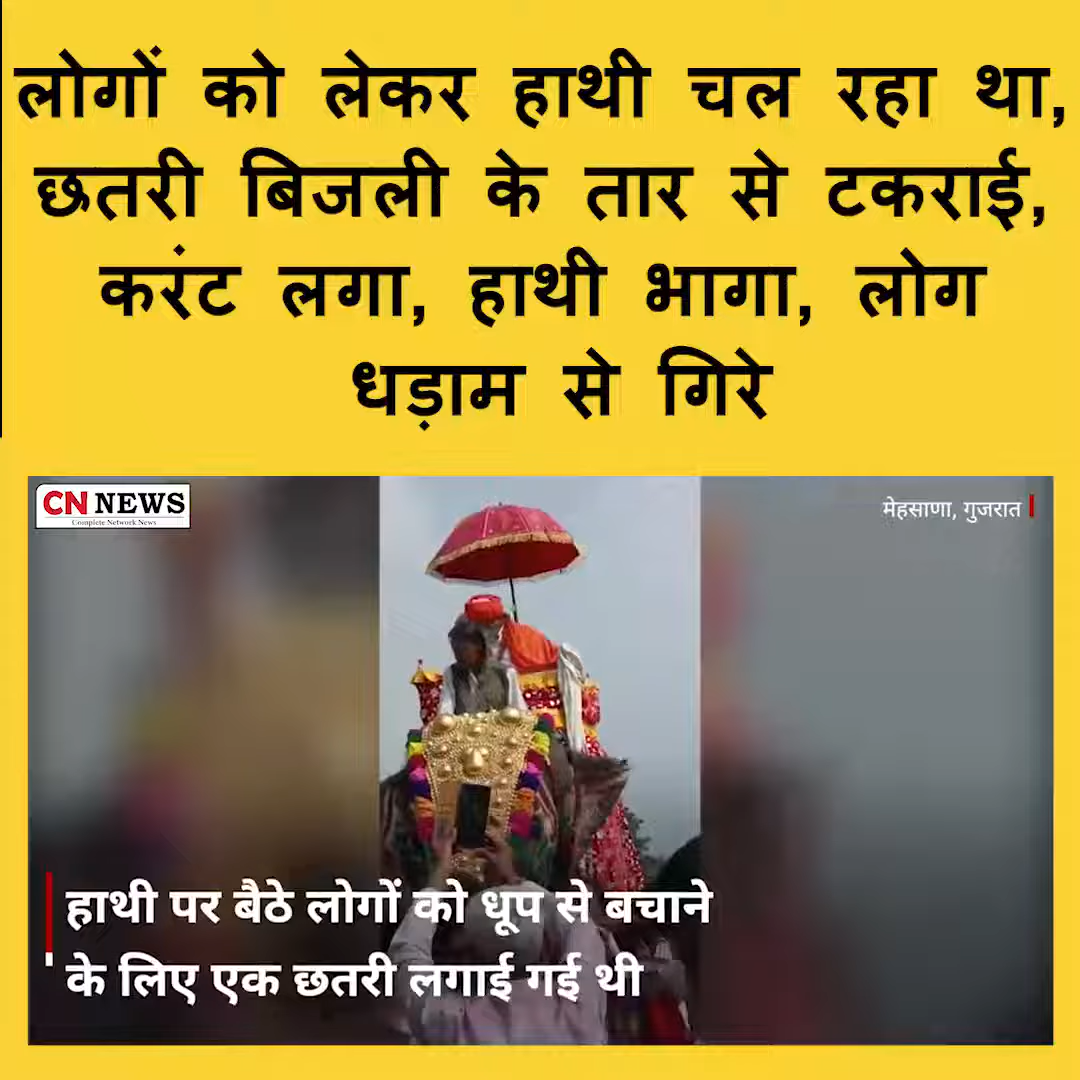 लोगों को लेकर हाथी चल रहा था,
छतरी बिजली के तार से टकराई,
करंट लगा, हाथी भागा, लोग
धड़ाम से गिरे
CN NEWS
Complete Network News
मेहसाणा, गुजरात
हाथी पर बैठे लोगों को धूप से बचाने
के लिए एक छतरी लगाई गई थी